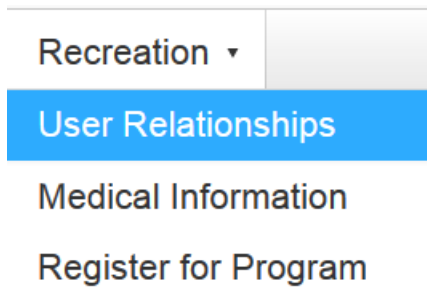 Recreation ▾
User Relationships
Medical Information
Register for Program